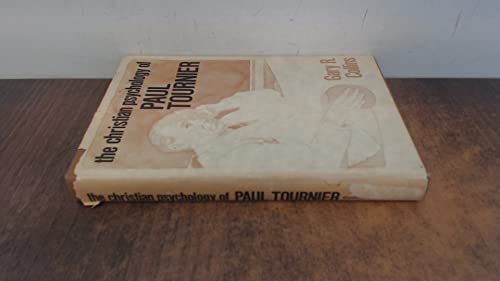 the christian psychology of
PAUL
TOURNIER
Gary R.
Collins
the christian psychology of PAUL TOURNIER